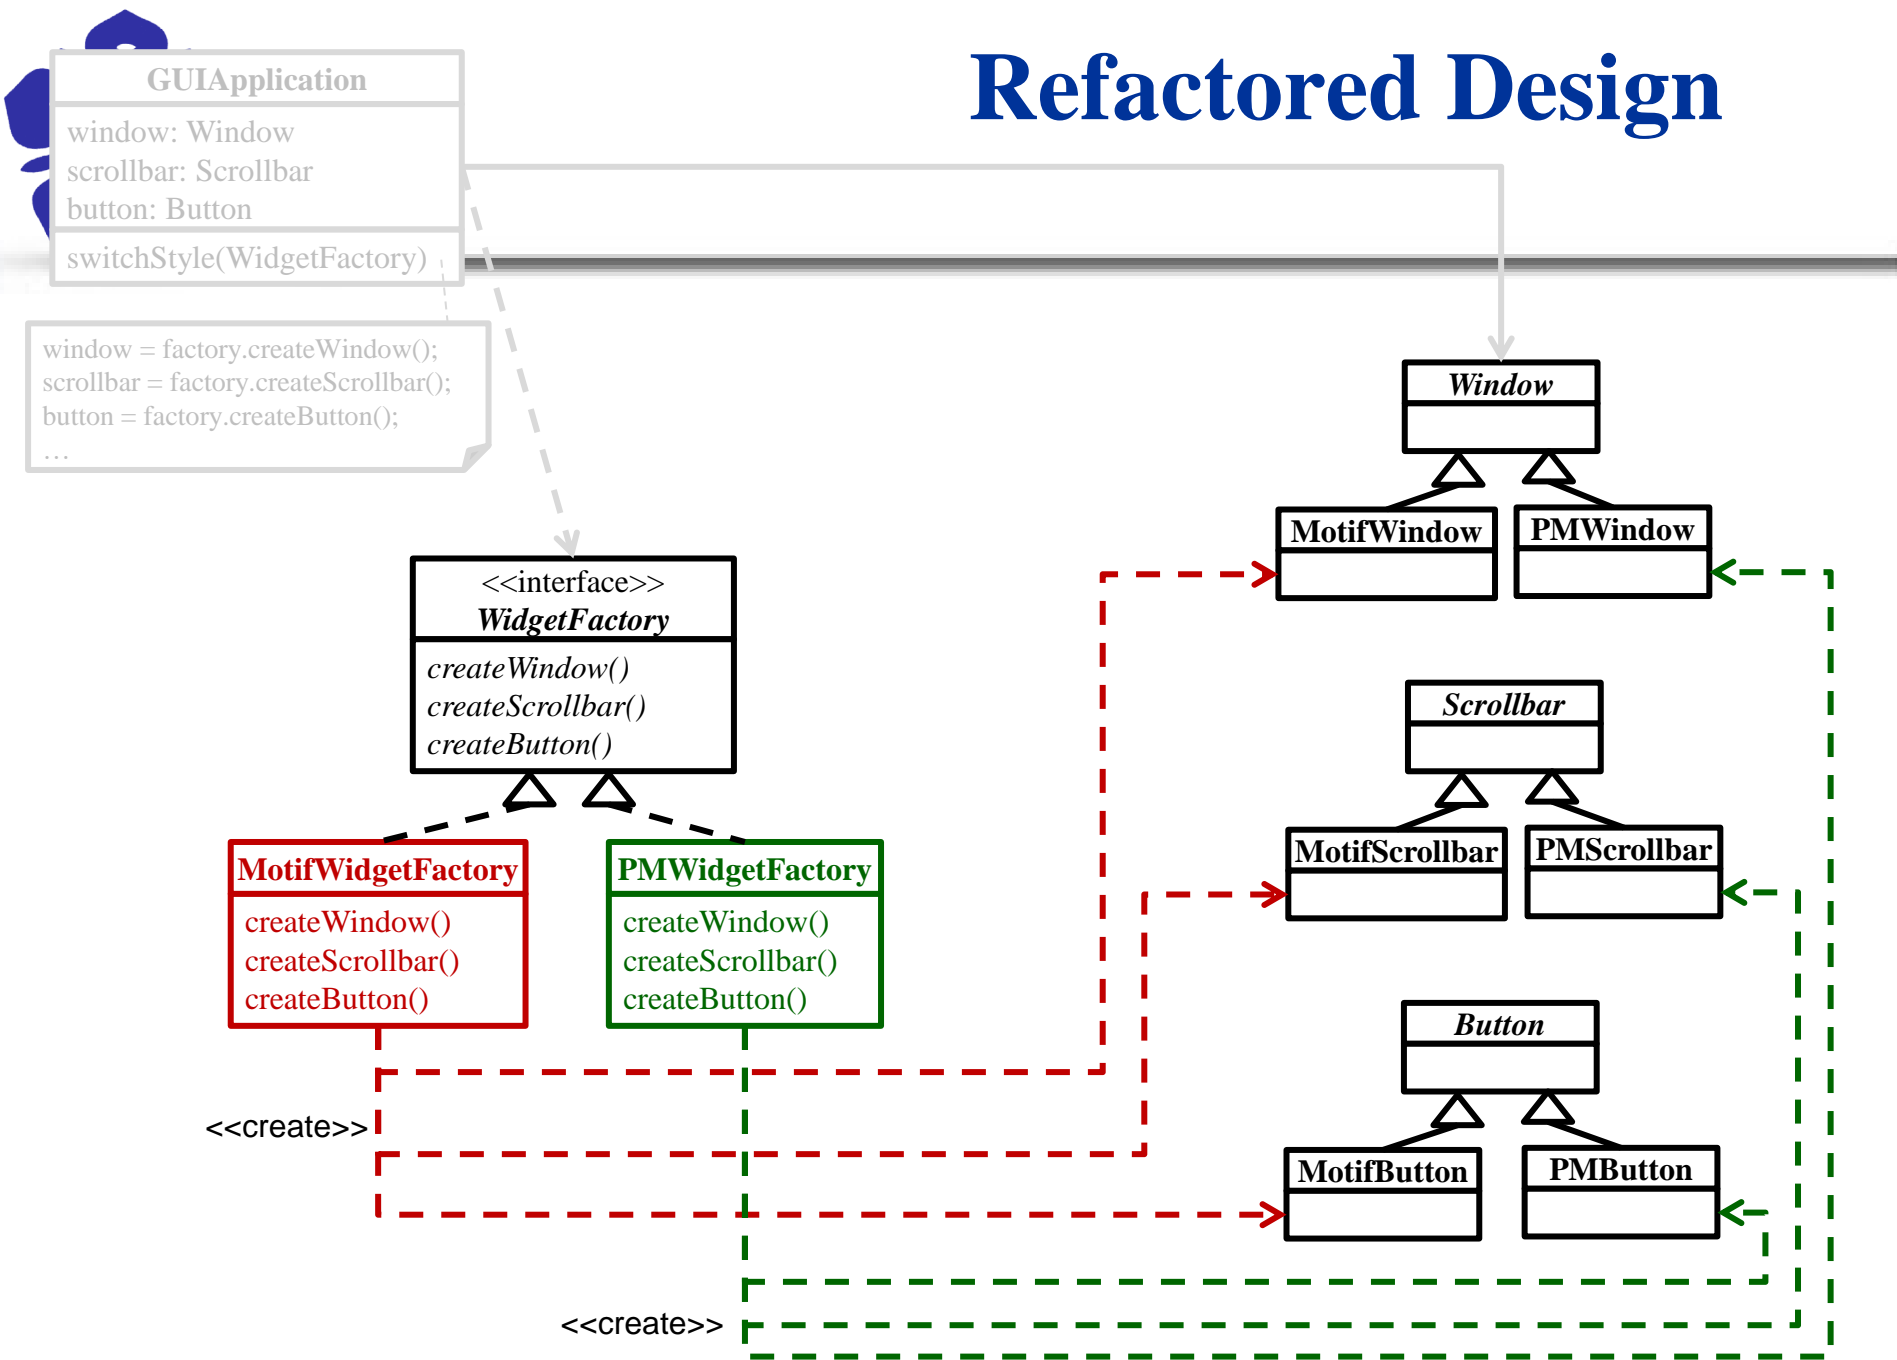 Refactored Design
GUIApplication
window: Window
scrollbar: Scrollbar
button: Button
switchStyle(WidgetFactory)
window = factory.createWindow();
scrollbar = factory.createScrollbar();
button = factory.createButton();
…
<<interface>>
WidgetFactory
createWindow()
createScrollbar()
createButton()
MotifWidgetFactory
createWindow()
createScrollbar()
createButton()
PMWidgetFactory
createWindow()
createScrollbar()
createButton()
<<create>>
<<create>>
Window
MotifWindow
PMWindow
Scrollbar
MotifScrollbar
PMScrollbar
Button
MotifButton
PMButton